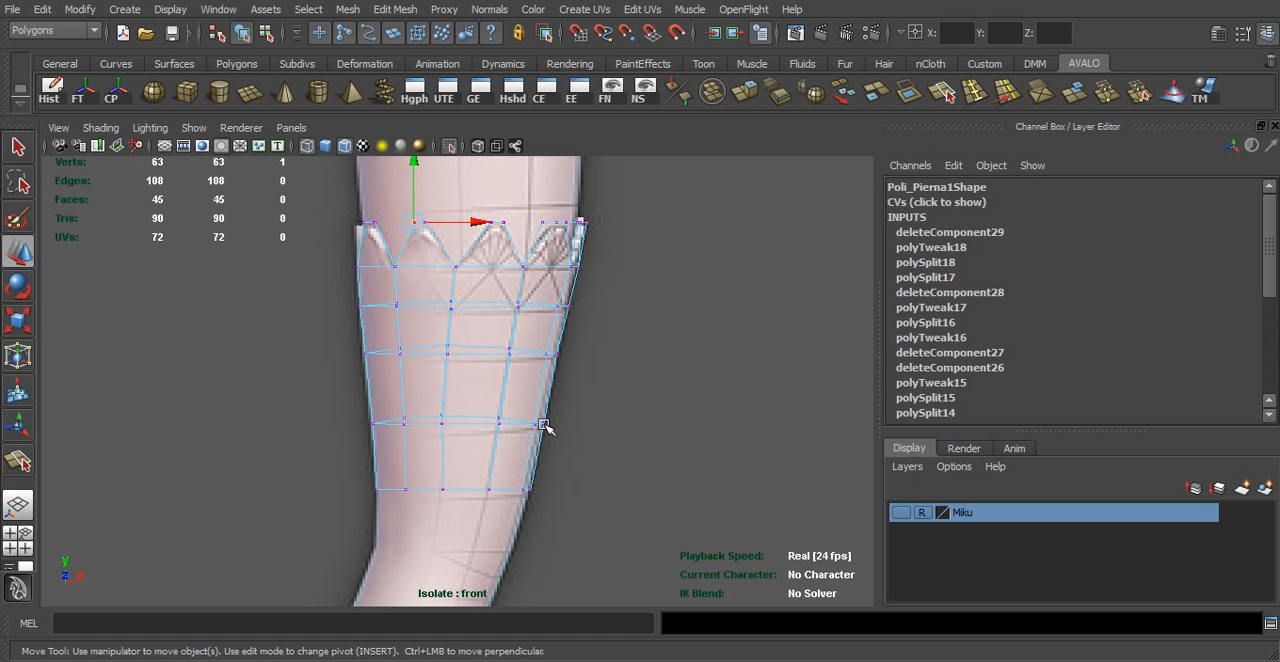 File Edit Modify Create Display Window Assets Select Mesh Edit Mesh Proxy Normals Color Create UVs Edit UVs Muscle OpenFlight Help
Polygons X: Y: Z:
General Curves Surfaces Polygons Subdivs Deformation Animation Dynamics Rendering PaintEffects Toon Muscle Fluids Fur Hair nCloth Custom DMM AVALO
Hist FT CP Hgph UTE GE Hshd CE EE FN NS TM
View Shading Lighting Show Renderer Panels
Verts: 63 63 1
Edges: 108 108 0
Faces: 45 45 0
Tris: 90 90 0
UVs: 72 72 0
y
z
Isolate : front
Playback Speed: Real [24 fps]
Current Character: No Character
IK Blend: No Solver
Channel Box / Layer Editor
Channels Edit Object Show
Poli_Pierna1Shape
CVs (click to show)
INPUTS
deleteComponent29
polyTweak18
polySplit18
polySplit17
deleteComponent28
polyTweak17
polySplit16
polyTweak16
deleteComponent27
deleteComponent26
polyTweak15
polySplit15
polySplit14
Display Render Anim
Layers Options Help
R Miku
MEL
Move Tool: Use manipulator to move object(s). Use edit mode to change pivot (INSERT). Ctrl+LMB to move perpendicular.